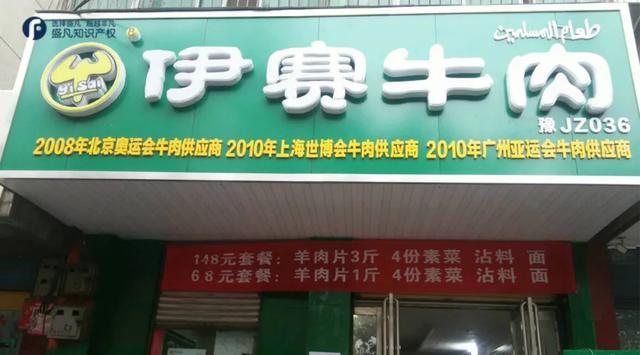 选择盛凡 超越非凡
盛凡知识产权
yi Sai
伊赛牛肉
طعام المسلمين
豫 JZ036
2008年北京奥运会牛肉供应商 2010年上海世博会牛肉供应商 2010年广州亚运会牛肉供应商
148元套餐：羊肉片3斤 4份素菜 沾料 面
68元套餐：羊肉片1斤 4份素菜 沾料 面